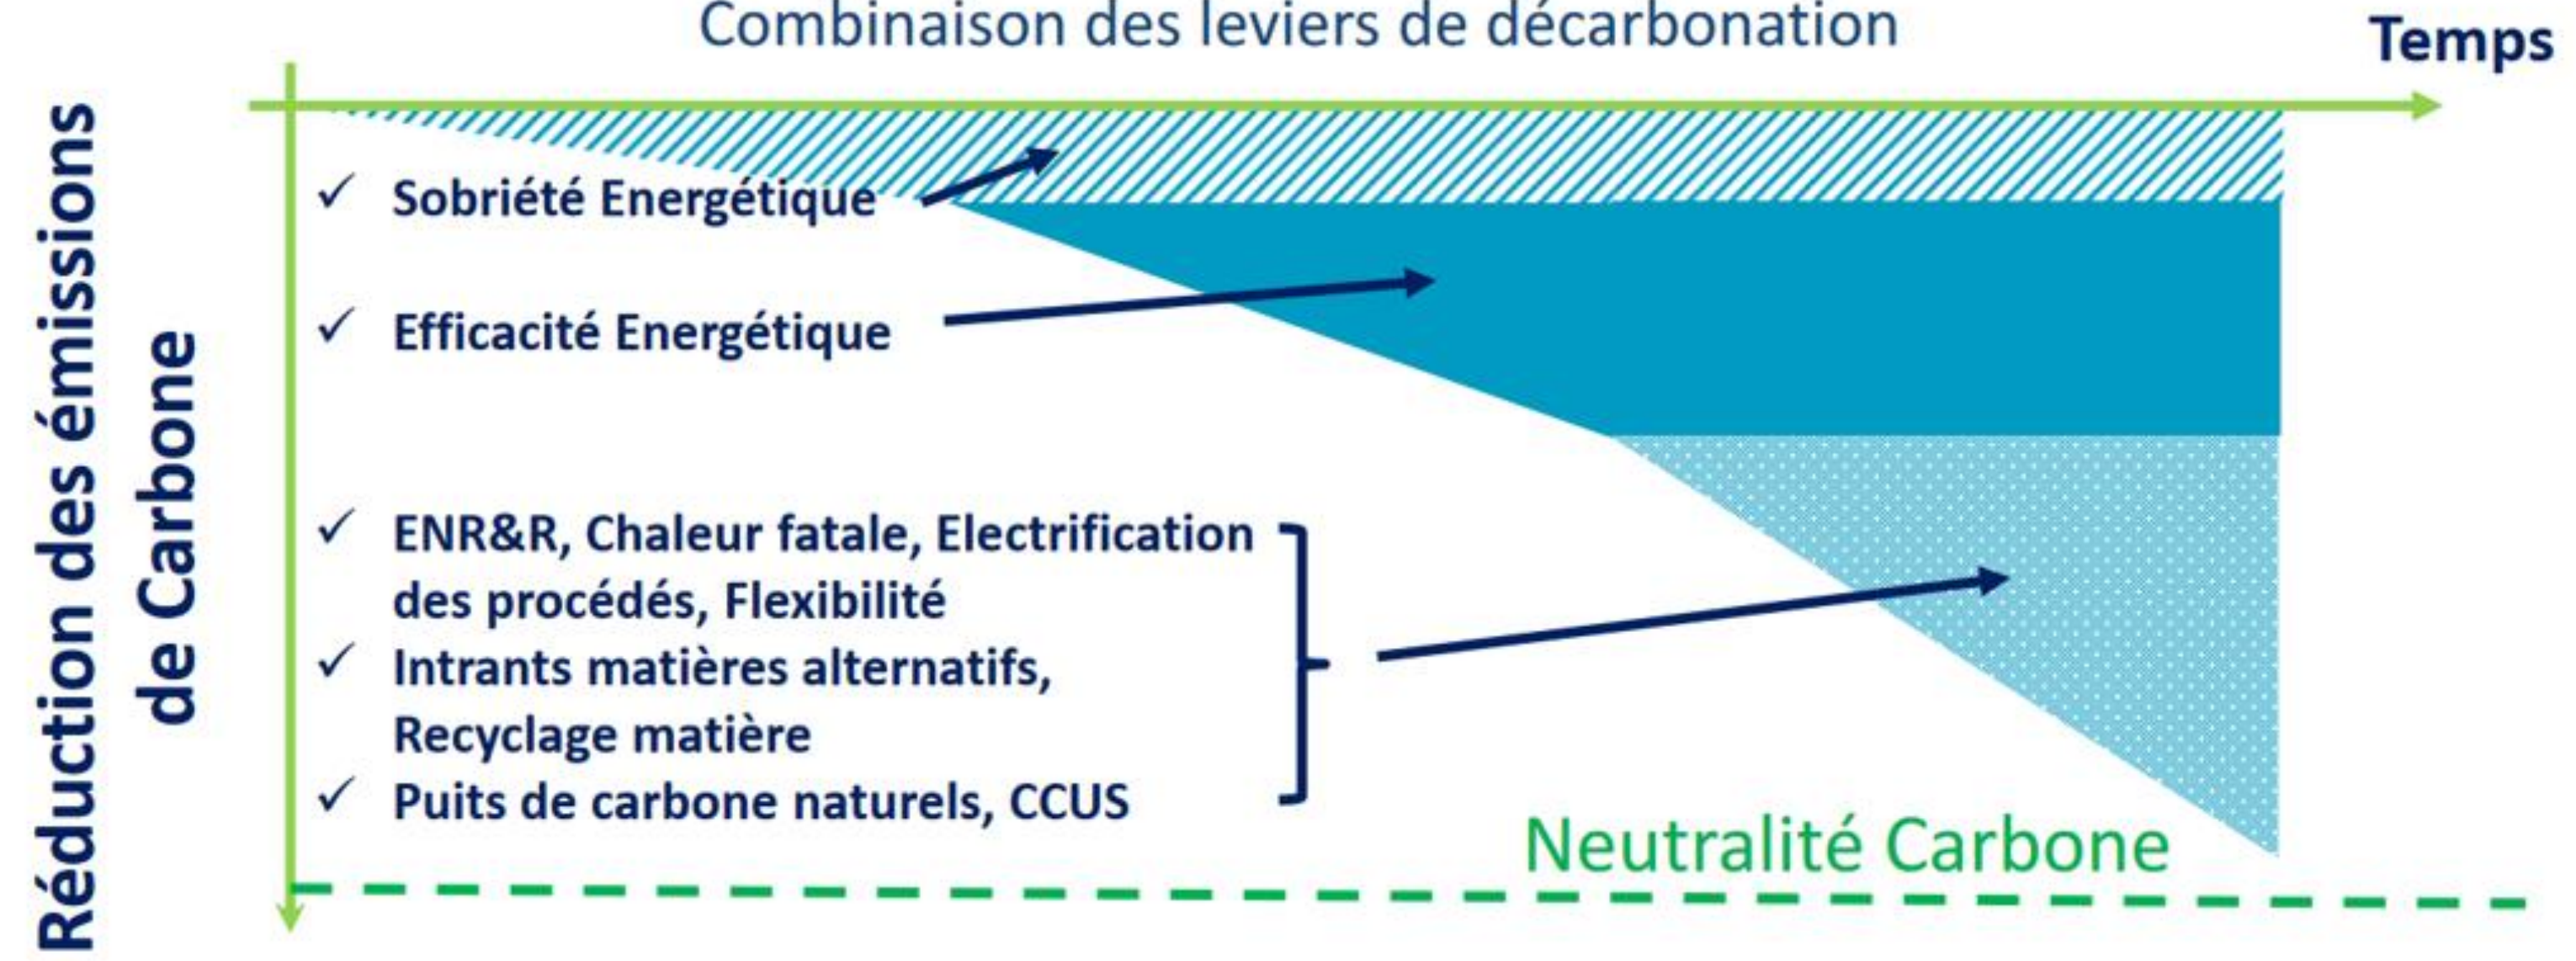 Combinaison des leviers de décarbonation
Temps
Réduction des émissions
de Carbone
✓ Sobriété Energétique
✓ Efficacité Energétique
✓ ENR&R, Chaleur fatale, Electrification
des procédés, Flexibilité
✓ Intrants matières alternatifs,
Recyclage matière
✓ Puits de carbone naturels, CCUS
Neutralité Carbone